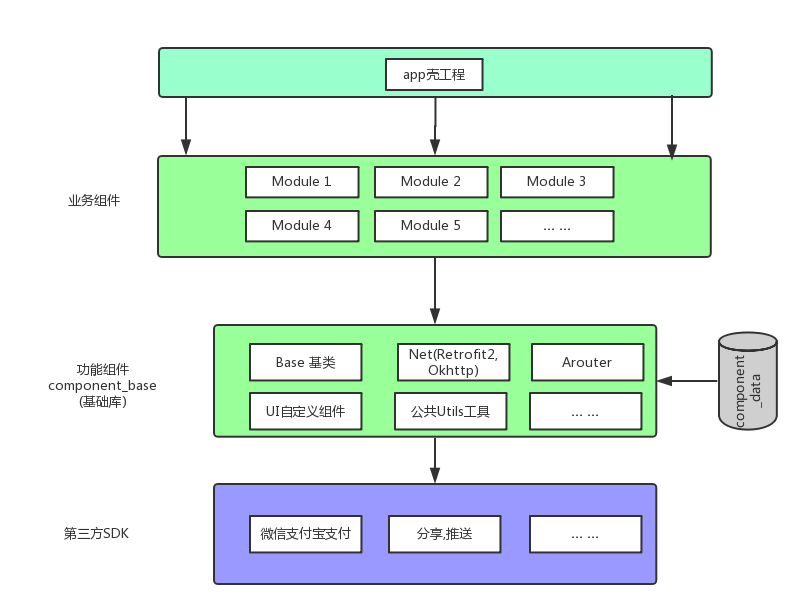 app壳工程
业务组件
Module 1
Module 2
Module 3
Module 4
Module 5
... ...
功能组件
component_base
(基础库)
Base 基类
Net(Retrofit2,
Okhttp)
Arouter
UI自定义组件
公共Utils工具
... ...
component
_data
第三方SDK
微信支付宝支付
分享,推送
... ...